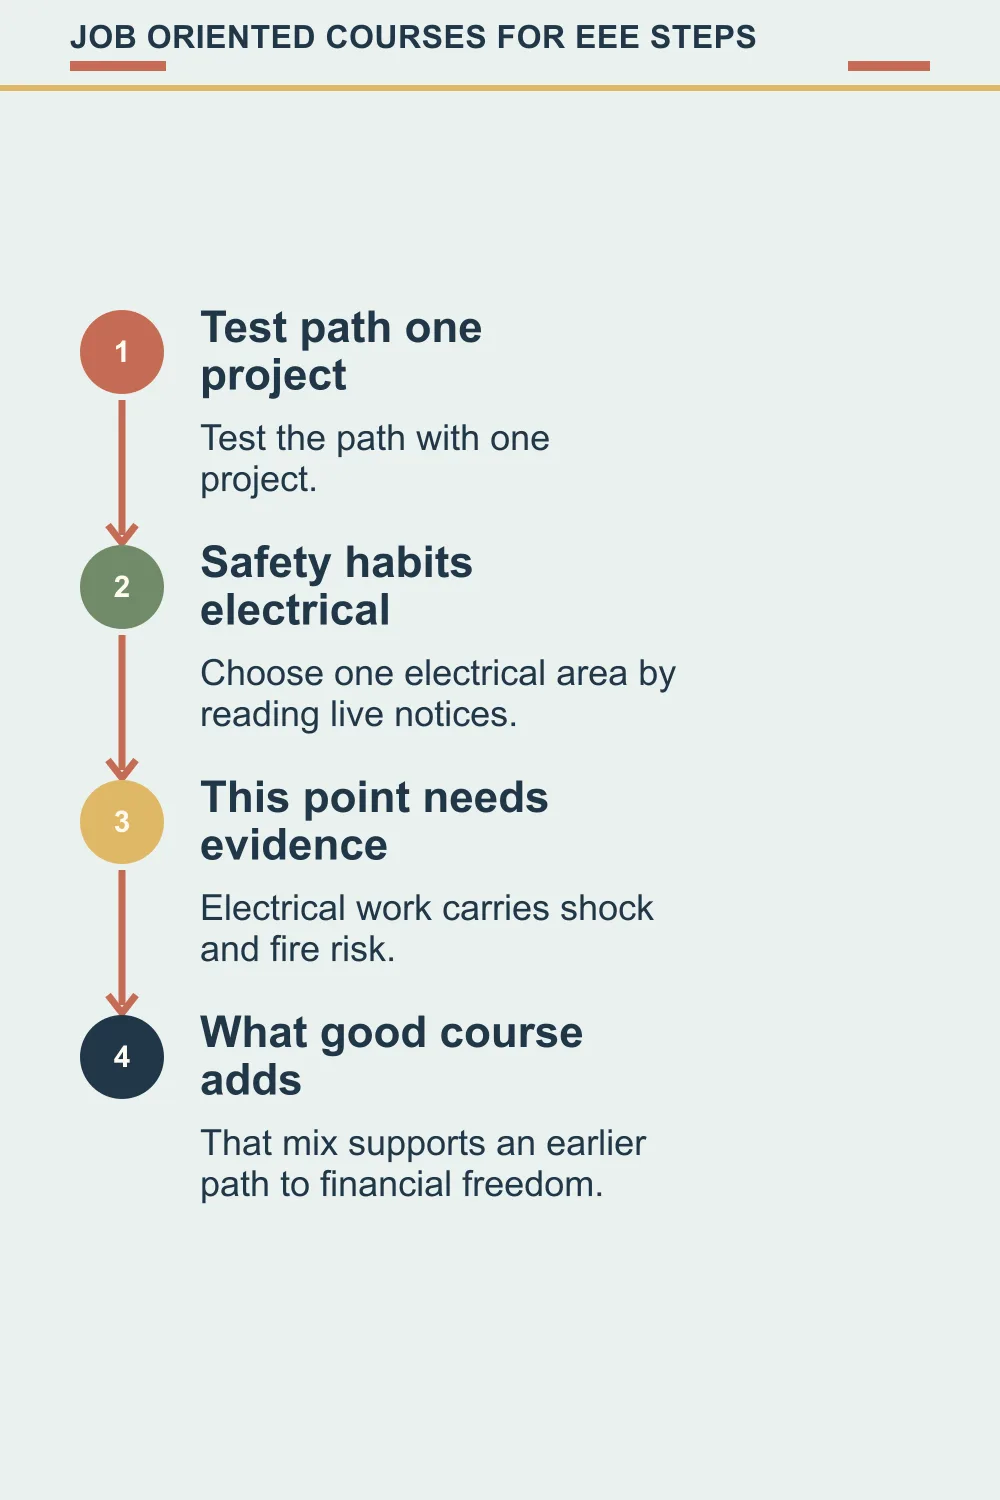 JOB ORIENTED COURSES FOR EEE STEPS
1
Test path one
project
Test the path with one
project.
2
Safety habits
electrical
Choose one electrical area by
reading live notices.
3
This point needs
evidence
Electrical work carries shock
and fire risk.
4
What good course
adds
That mix supports an earlier
path to financial freedom.